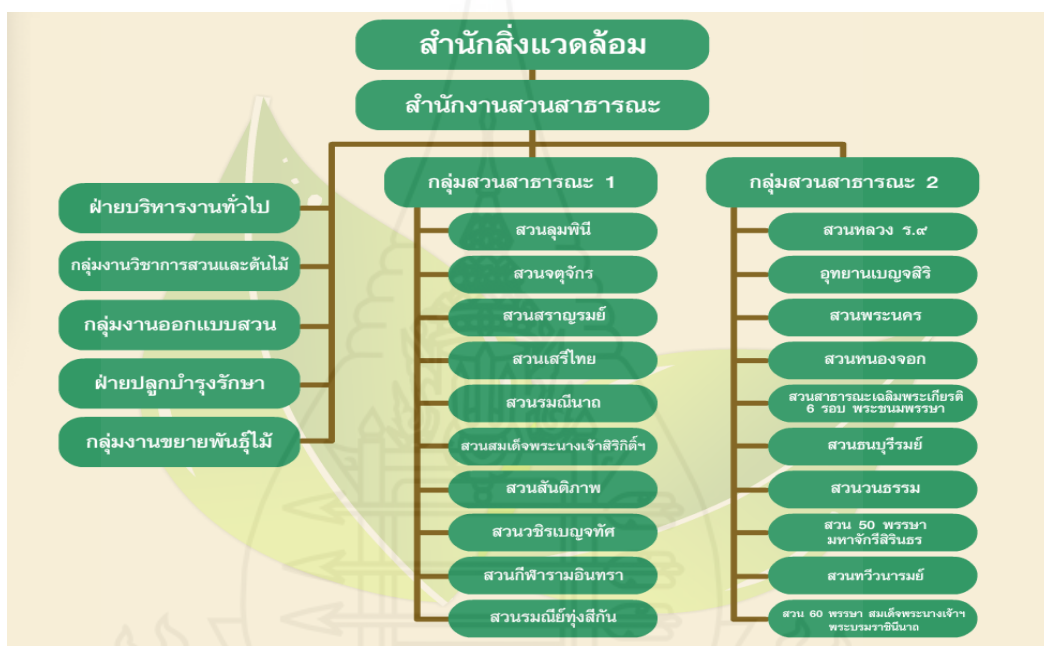 สำนักสิ่งแวดล้อม
สำนักงานสวนสาธารณะ
ฝ่ายบริหารงานทั่วไป
กลุ่มงานวิชาการสวนและต้นไม้
กลุ่มงานออกแบบสวน
ฝ่ายปลูกบำรุงรักษา
กลุ่มงานขยายพันธุ์ไม้
กลุ่มสวนสาธารณะ 1
สวนลุมพินี
สวนจตุจักร
สวนสราญรมย์
สวนเสรีไทย
สวนรมณีนาถ
สวนสมเด็จพระนางเจ้าสิริกิติ์ฯ
สวนสันติภาพ
สวนวชิรเบญจทัศ
สวนกีฬารามอินทรา
สวนรมณีย์ทุ่งสีกัน
กลุ่มสวนสาธารณะ 2
สวนหลวง ร.๙
อุทยานเบญจสิริ
สวนพระนคร
สวนหนองจอก
สวนสาธารณะเฉลิมพระเกียรติ
6 รอบ พระชนมพรรษา
สวนธนบุรีรมย์
สวนวนธรรม
สวน 50 พรรษา
มหาจักรีสิรินธร
สวนทวีวนารมย์
สวน 60 พรรษา สมเด็จพระนางเจ้าฯ
พระบรมราชินีนาถ